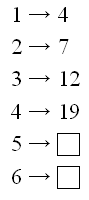 1 → 4
2 → 7
3 → 12
4 → 19
5 → □
6 → □